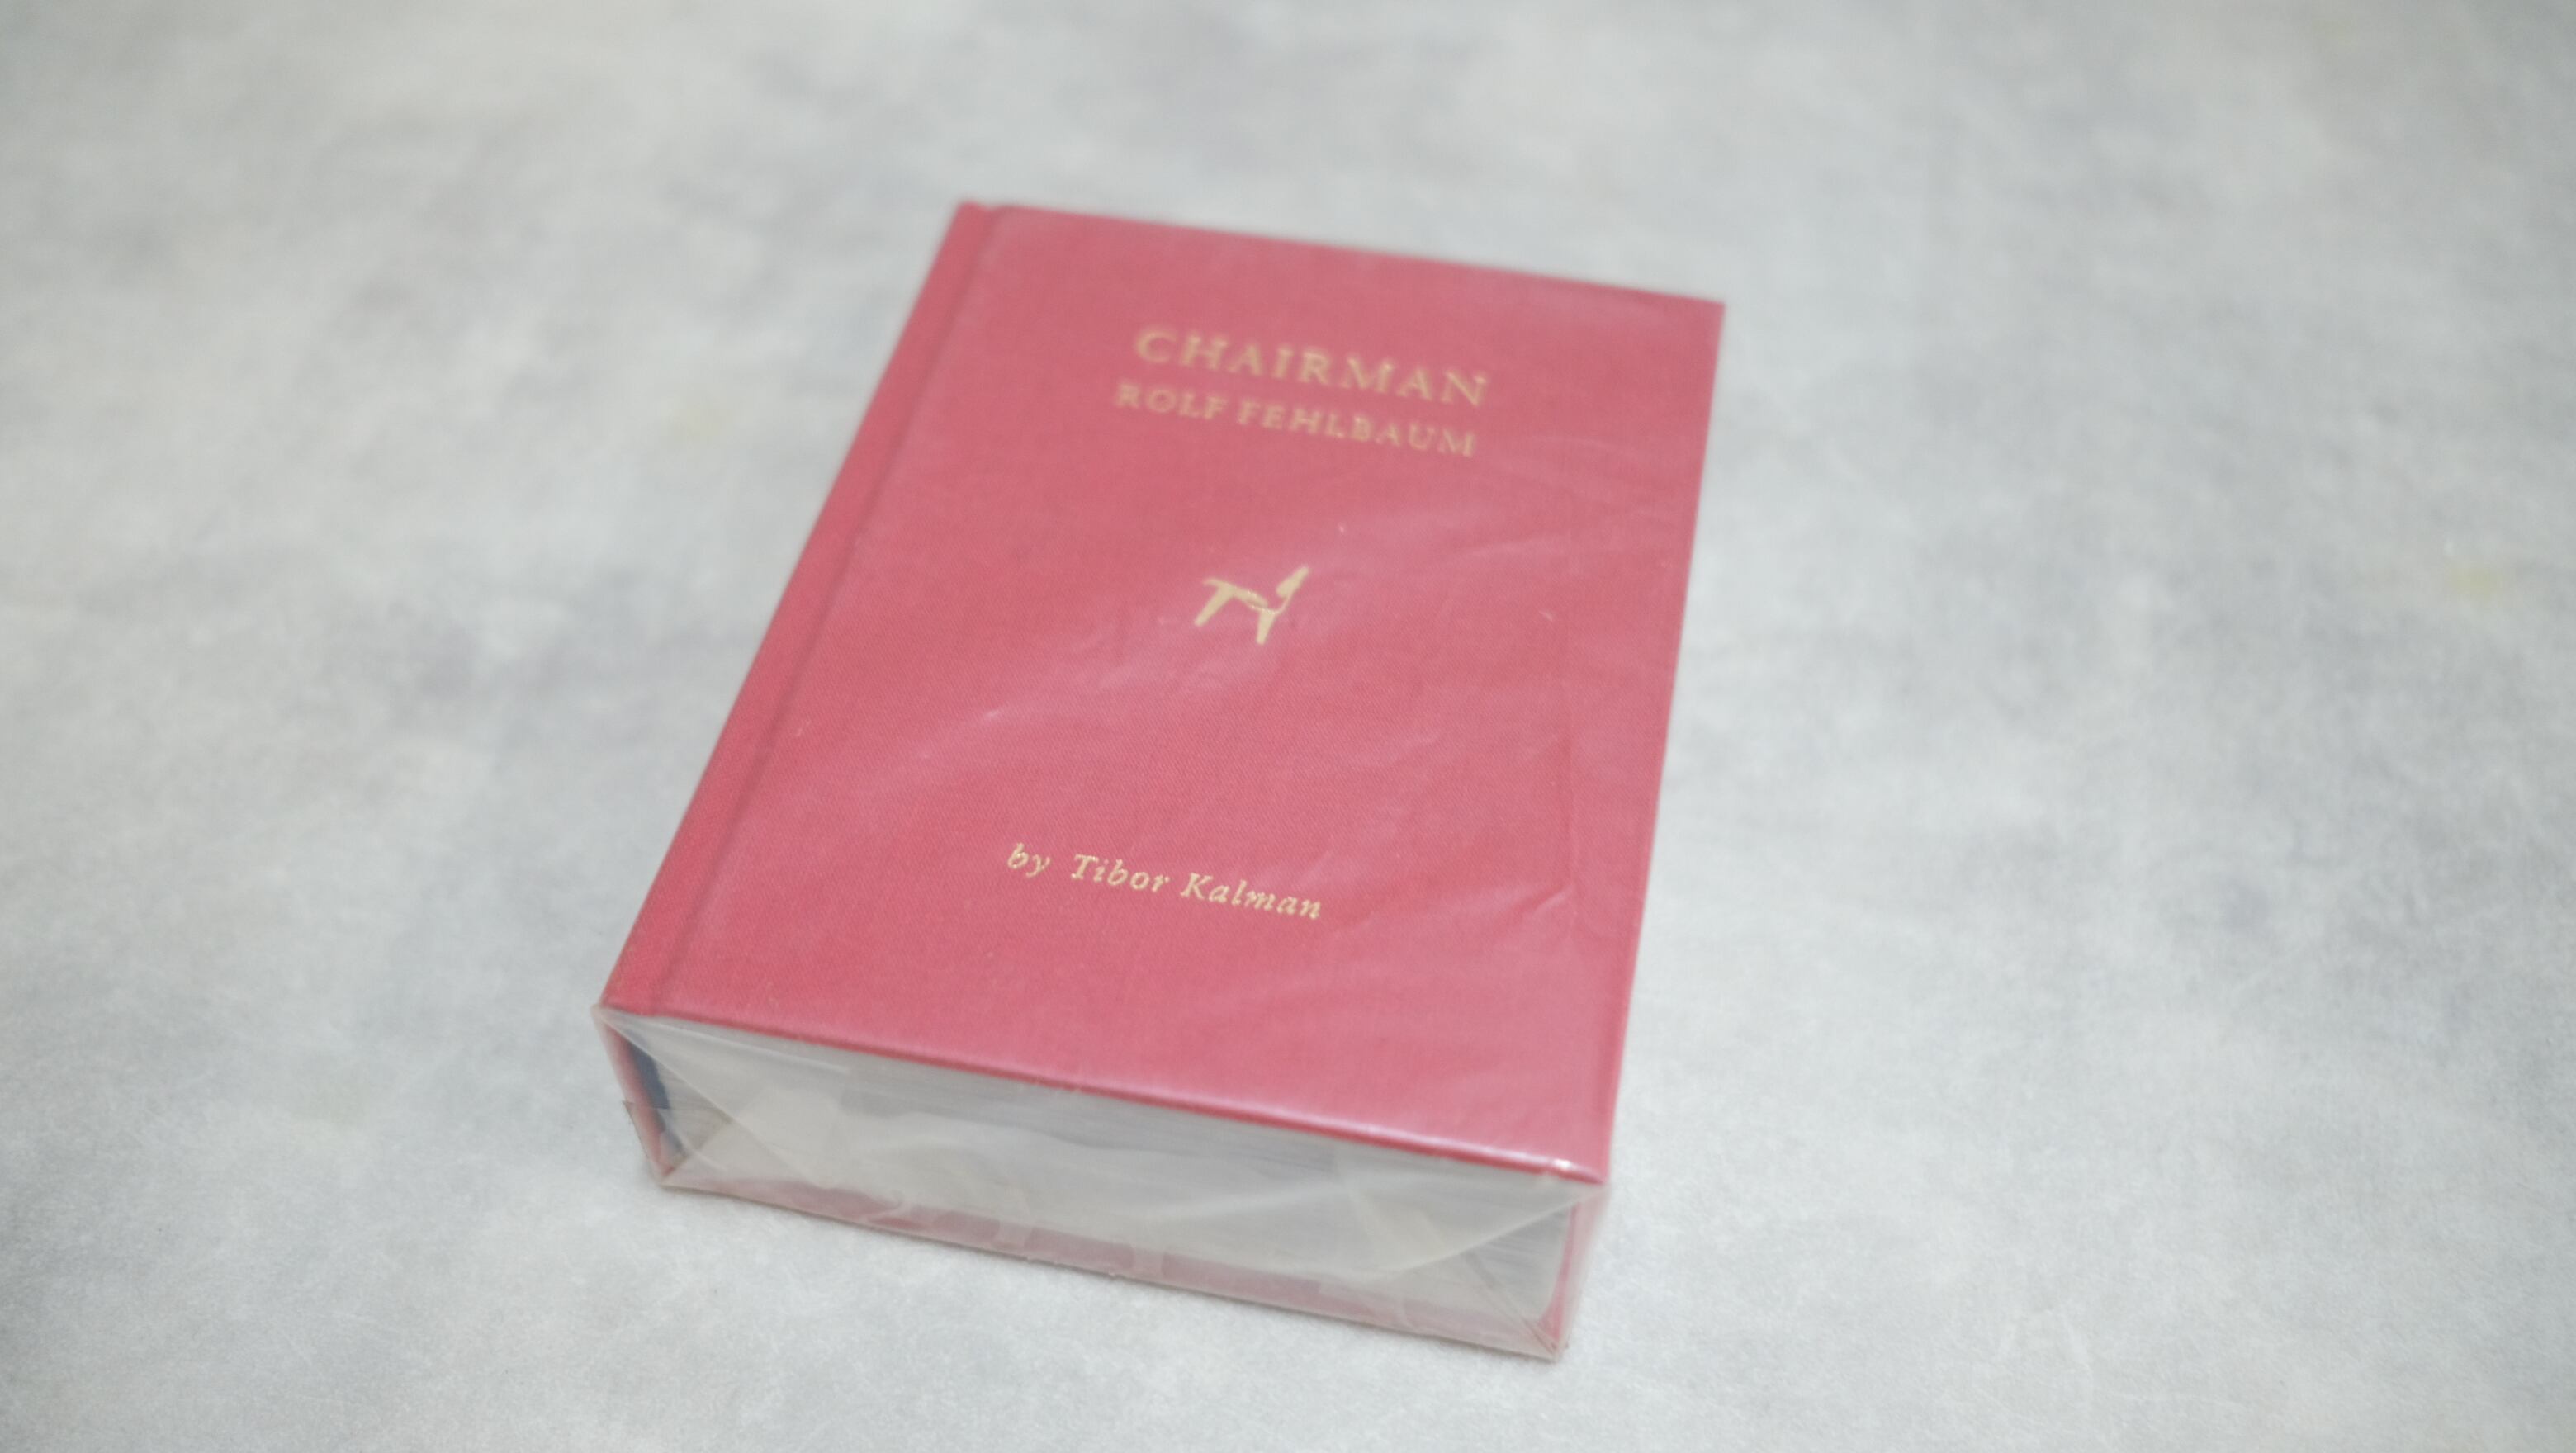 CHAIRMAN
ROLF FEHLBAUM
by Tibor Kalman